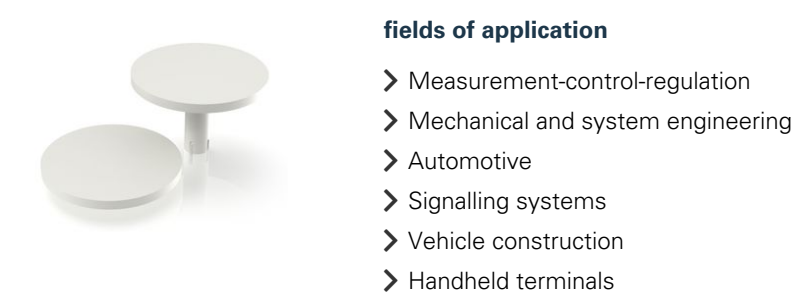 fields of application
Measurement-control-regulation
Mechanical and system engineering
Automotive
Signalling systems
Vehicle construction
Handheld terminals